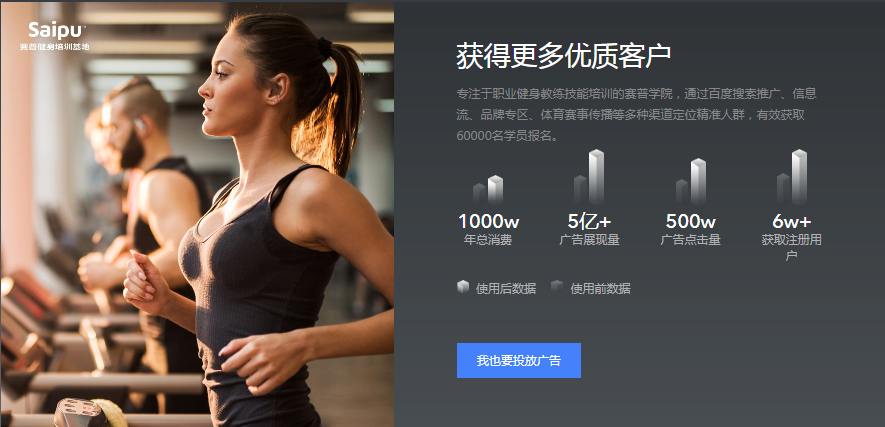 Saipu
赛普健身培训基地
获得更多优质客户
专注于职业健身教练技能培训的赛普学院，通过百度搜索推广、信息
流、品牌专区、体育赛事传播等多种渠道定位精准人群，有效获取
60000名学员报名。
1000w 5亿+ 500w 6w+
年总消费 广告展现量 广告点击量 获取注册用
户
使用后数据 使用前数据
我也要投放广告